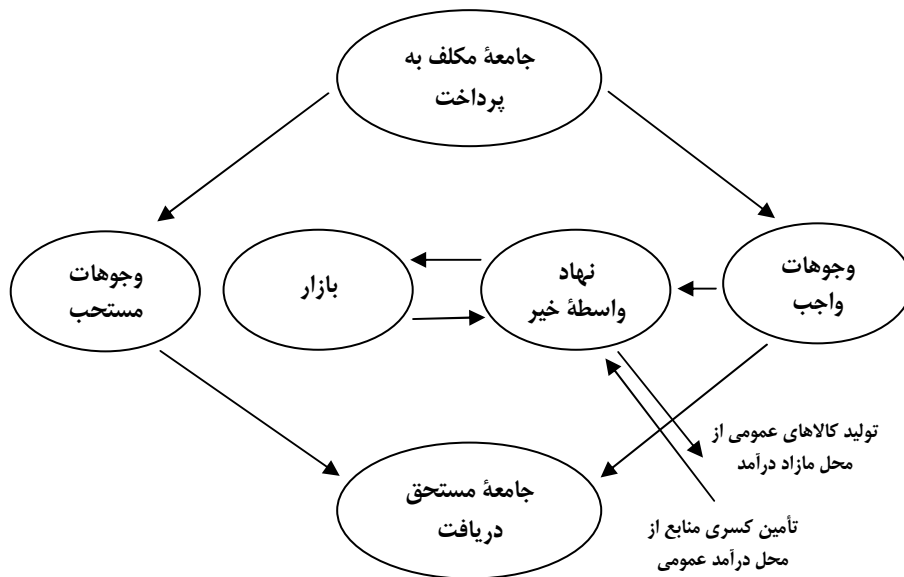 جامعهٔ مکلف به
پرداخت
وجوهات
واجب
نهاد
واسطهٔ خیر
بازار
وجوهات
مستحب
تولید کالاهای عمومی از
محل مازاد درآمد
جامعهٔ مستحق
دریافت
تأمین کسری منابع از
محل درآمد عمومی